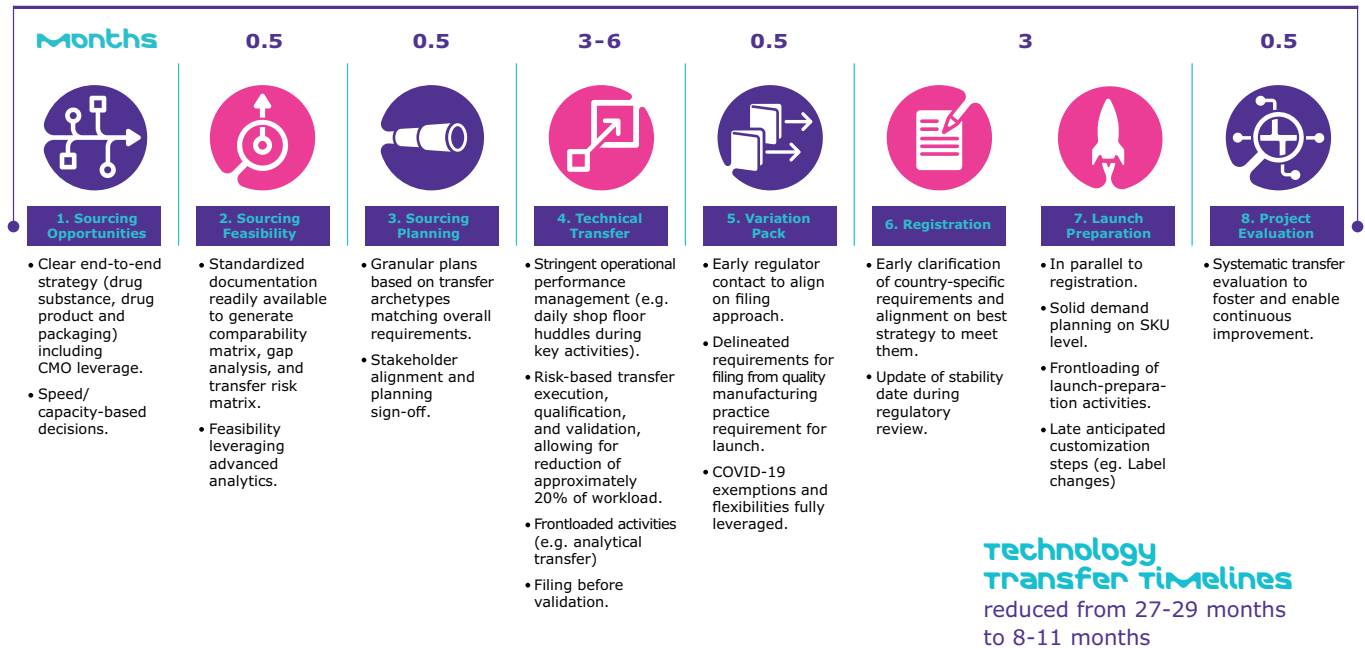 Months
0.5
0.5
3-6
0.5
3
0.5
1. Sourcing
Opportunities
• Clear end-to-end
strategy (drug
substance, drug
product and
packaging)
including
CMO leverage.
• Speed/
capacity-based
decisions.
2. Sourcing
Feasibility
• Standardized
documentation
readily available
to generate
comparability
matrix, gap
analysis, and
transfer risk
matrix.
• Feasibility
leveraging
advanced
analytics.
3. Sourcing
Planning
• Granular plans
based on transfer
archetypes
matching overall
requirements.
• Stakeholder
alignment and
planning
sign-off.
4. Technical
Transfer
• Stringent operational
performance
management (e.g.
daily shop floor
huddles during
key activities).
• Risk-based transfer
execution,
qualification,
and validation,
allowing for
reduction of
approximately
20% of workload.
• Frontloaded activities
(e.g. analytical
transfer)
• Filing before
validation.
5. Variation
Pack
• Early regulator
contact to align
on filing
approach.
• Delineated
requirements for
filing from quality
manufacturing
practice
requirement for
launch.
• COVID-19
exemptions and
flexibilities fully
leveraged.
6. Registration
• Early clarification
of country-specific
requirements and
alignment on best
strategy to meet
them.
• Update of stability
date during
regulatory
review.
7. Launch
Preparation
• In parallel to
registration.
• Solid demand
planning on SKU
level.
• Frontloading of
launch-prepara-
tion activities.
• Late anticipated
customization
steps (eg. Label
changes)
8. Project
Evaluation
• Systematic transfer
evaluation to
foster and enable
continuous
improvement.
Technology
Transfer Timelines
reduced from 27-29 months
to 8-11 months